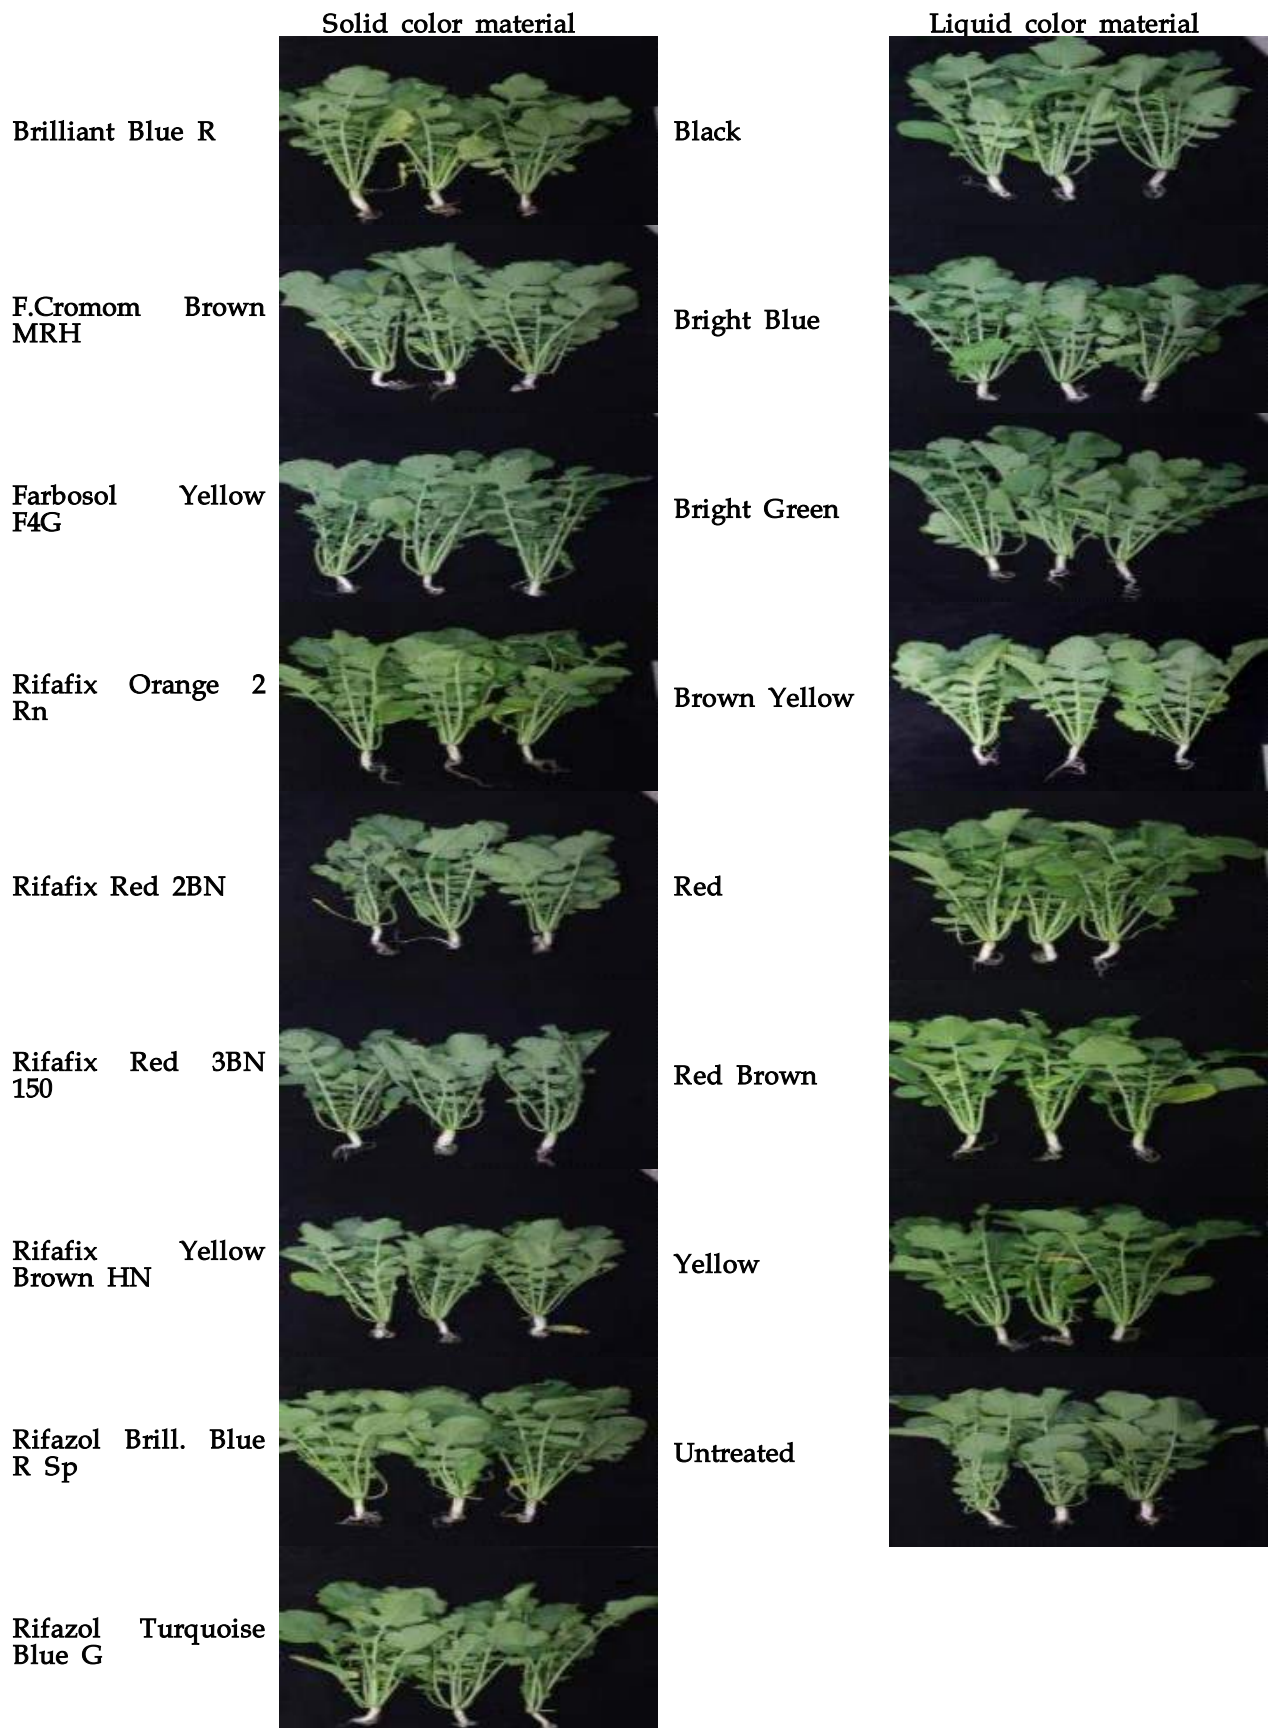 Solid color material
Liquid color material
Brilliant Blue R
Black
F.Cromom Brown
MRH
Bright Blue
Farbosol Yellow
F4G
Bright Green
Rifafix Orange 2
Rn
Brown Yellow
Rifafix Red 2BN
Red
Rifafix Red 3BN
150
Red Brown
Rifafix Yellow
Brown HN
Yellow
Rifazol Brill. Blue
R Sp
Untreated
Rifazol Turquoise
Blue G